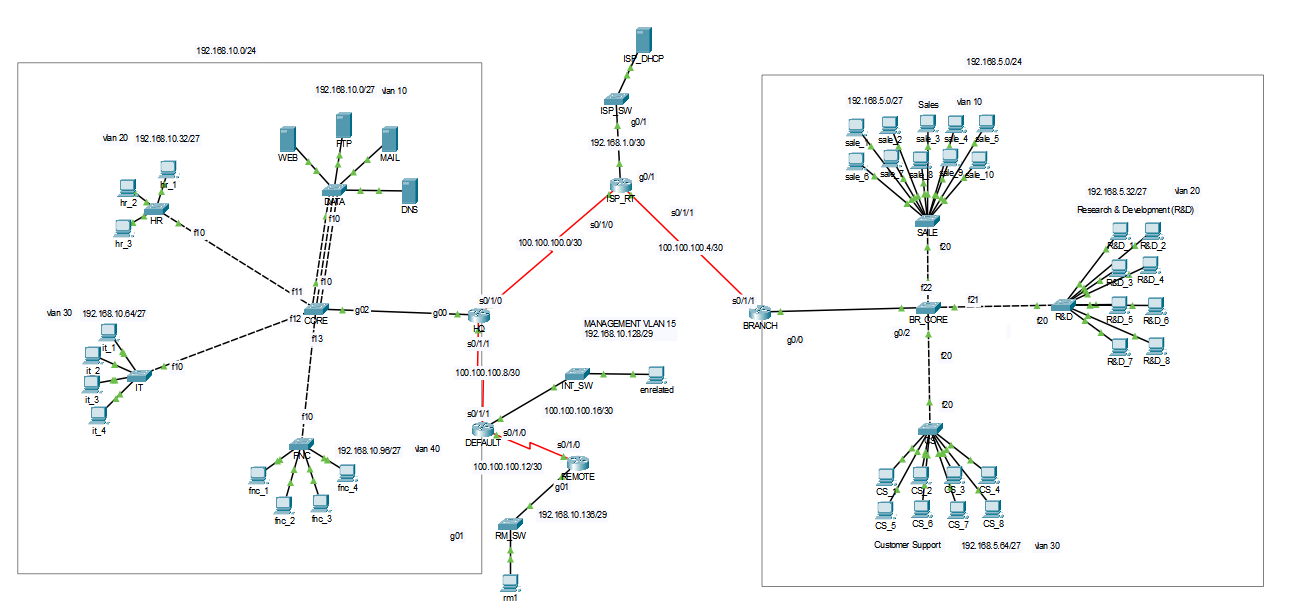 192.168.10.0/24
192.168.10.0/27 vlan 10
vlan 20 192.168.10.32/27
WEB
FTP
MAIL
DNS
DATA
f10
hr_1
hr_2
hr_3
HR
f10
f10
f11
f12
f13
CORE
g02
g00
vlan 30 192.168.10.64/27
it_1
it_2
it_3
it_4
IT
f10
f10
FNC
192.168.10.96/27 vlan 40
fnc_1
fnc_2
fnc_3
fnc_4
g01
ISP_DHCP
ISP_SW
g0/1
192.168.1.0/30
g0/1
ISP_RT
s0/1/0
s0/1/1
100.100.100.0/30
100.100.100.4/30
s0/1/0
HQ
s0/1/1
100.100.100.8/30
s0/1/1
DEFAULT
s0/1/0
MANAGEMENT VLAN 15
192.168.10.128/29
INT_SW
enrelated
100.100.100.16/30
s0/1/0
100.100.100.12/30
REMOTE
g01
192.168.10.136/29
RM_SW
rm1
s0/1/1
BRANCH
g0/0
192.168.5.0/24
192.168.5.0/27 Sales vlan 10
sale_1
sale_2
sale_3
sale_4
sale_5
sale_6
sale_7
sale_8
sale_9
sale_10
SALE
f20
f22
f21
BR_CORE
g0/2
f20
f20
192.168.5.32/27 vlan 20
Research & Development (R&D)
R&D_1
R&D_2
R&D_3
R&D_4
R&D_5
R&D_6
R&D_7
R&D_8
R&D
f20
CS
CS_1
CS_2
CS_3
CS_4
CS_5
CS_6
CS_7
CS_8
Customer Support 192.168.5.64/27 vlan 30